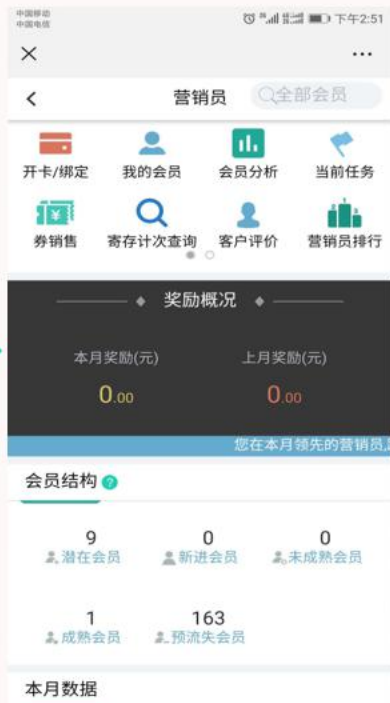 中国移动
中国电信
下午2:51
营销员
全部会员
开卡/绑定 我的会员 会员分析 当前任务
券销售 寄存计次查询 客户评价 营销员排行
奖励概况
本月奖励(元) 上月奖励(元)
0.00 0.00
您在本月领先的营销员,
会员结构 ?
9 0 0
潜在会员 新进会员 未成熟会员
1 163
成熟会员 预流失会员
本月数据